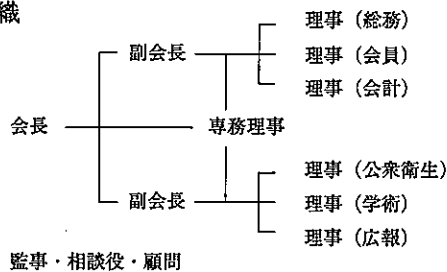 織
理事（総務）
副会長 理事（会員）
理事（会計）
会長 専務理事
理事（公衆衛生）
副会長 理事（学術）
理事（広報）
監事・相談役・顧問